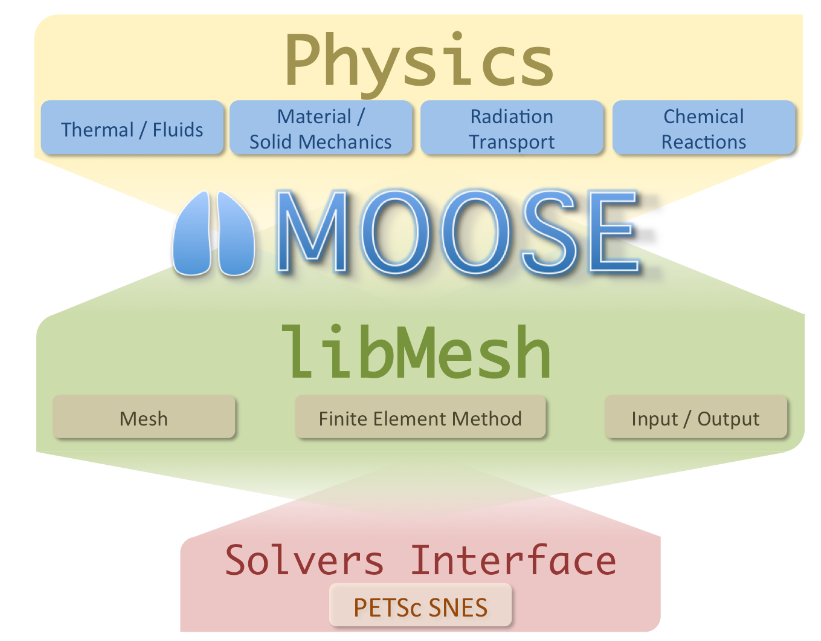 Physics
Thermal / Fluids
Material /
Solid Mechanics
Radiation
Transport
Chemical
Reactions
MOOSE
libMesh
Mesh
Finite Element Method
Input / Output
Solvers Interface
PETSc SNES